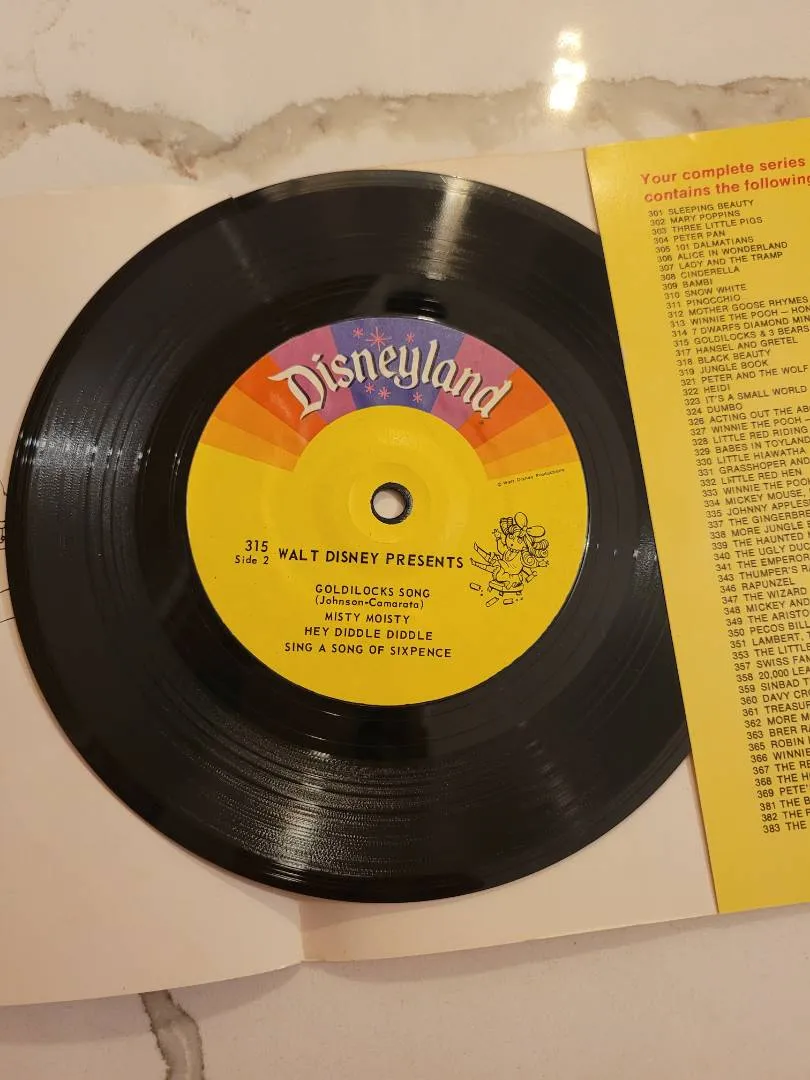 Disneyland
© Walt Disney Productions
315
Side 2
WALT DISNEY PRESENTS
GOLDILOCKS SONG
(Johnson-Camarata)
MISTY MOISTY
HEY DIDDLE DIDDLE
SING A SONG OF SIXPENCE
Your complete series
contains the following
301 SLEEPING BEAUTY
302 MARY POPPINS
303 THREE LITTLE PIGS
304 PETER PAN
305 101 DALMATIANS
306 ALICE IN WONDERLAND
307 LADY AND THE TRAMP
308 CINDERELLA
309 BAMBI
310 SNOW WHITE
311 PINOCCHIO
312 MOTHER GOOSE RHYMES
313 WINNIE THE POOH — HON
314 7 DWARFS DIAMOND MIN
315 GOLDILOCKS & 3 BEARS
317 HANSEL AND GRETEL
318 BLACK BEAUTY
319 JUNGLE BOOK
321 PETER AND THE WOLF
322 HEIDI
323 IT'S A SMALL WORLD
324 DUMBO
326 ACTING OUT THE AB
327 WINNIE THE POOH —
328 LITTLE RED RIDING
329 BABES IN TOYLAND
330 LITTLE HIAWATHA
331 GRASSHOPER AND
332 LITTLE RED HEN
333 WINNIE THE POOH
334 MICKEY MOUSE,
335 JOHNNY APPLES
337 THE GINGERBRE
338 MORE JUNGLE B
339 THE HAUNTED
340 THE UGLY DUC
341 THE EMPEROR
343 THUMPER'S RA
346 RAPUNZEL
347 THE WIZARD
348 MICKEY AND
349 THE ARISTO
350 PECOS BILL
351 LAMBERT, T
353 THE LITTLE
357 SWISS FAM
358 20,000 LEA
359 SINBAD T
360 DAVY CRO
361 TREASUR
362 MORE M
363 BRER RA
365 ROBIN
366 WINNIE
367 THE RE
368 THE H
369 PETE'
381 THE B
382 THE F
383 THE